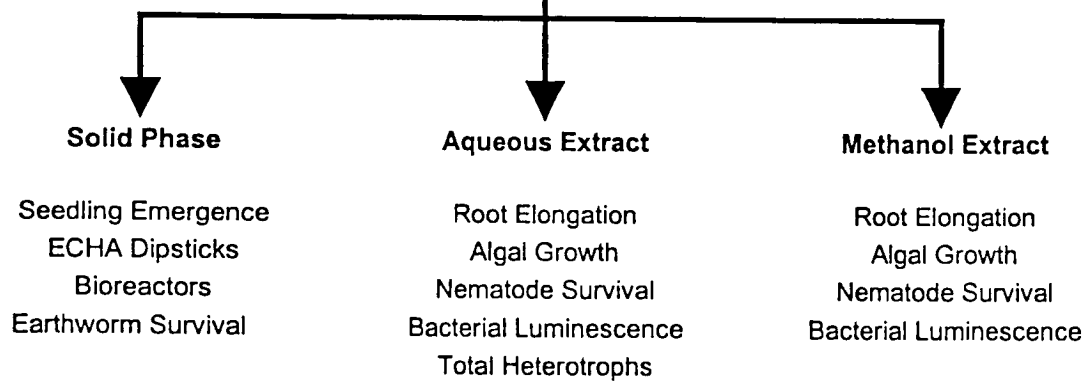 Solid Phase
Seedling Emergence
ECHA Dipsticks
Bioreactors
Earthworm Survival
Aqueous Extract
Root Elongation
Algal Growth
Nematode Survival
Bacterial Luminescence
Total Heterotrophs
Methanol Extract
Root Elongation
Algal Growth
Nematode Survival
Bacterial Luminescence